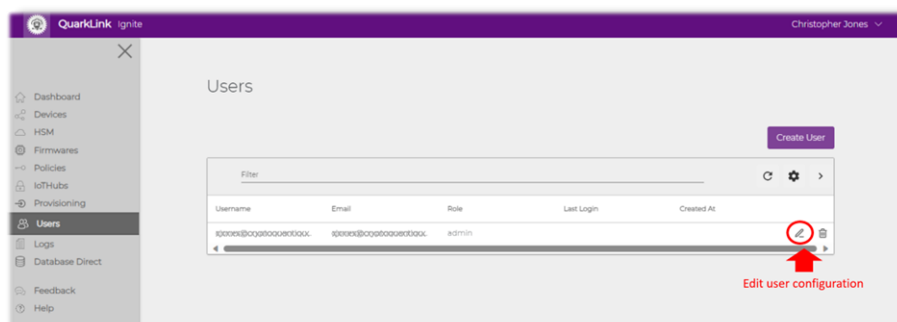 QuarkLink Ignite
Christopher Jones
Users
Dashboard
Devices
HSM
Firmwares
Policies
IoTHubs
Provisioning
Users
Logs
Database Direct
Feedback
Help
Create User
Filter
Username Email Role Last Login Created At
admin
Edit user configuration